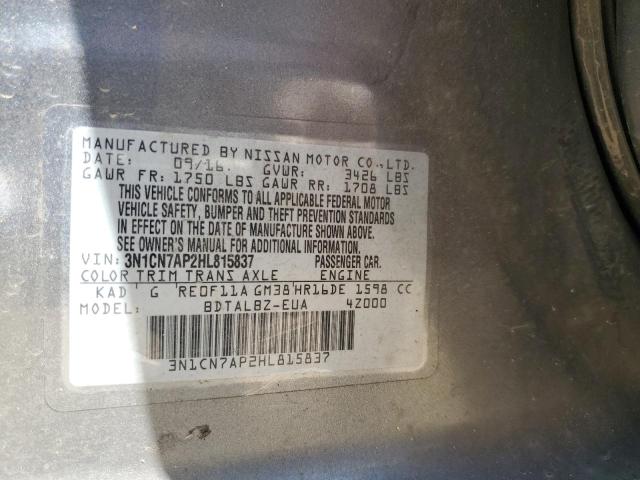 MANUFACTURED BY NISSAN MOTOR CO.,LTD.
DATE: 09/16 GVWR: 3426 LBS
GAWR FR: 1750 LBS GAWR RR: 1708 LBS
THIS VEHICLE CONFORMS TO ALL APPLICABLE FEDERAL MOTOR
VEHICLE SAFETY, BUMPER AND THEFT PREVENTION STANDARDS
IN EFFECT ON THE DATE OF MANUFACTURE SHOWN ABOVE.
SEE OWNER'S MANUAL FOR ADDITIONAL INFORMATION.
VIN: 3N1CN7AP2HL815837 PASSENGER CAR.
COLOR TRIM TRANS AXLE ENGINE
KAD G RE0F11A GM38 HR16DE 1598 CC
MODEL: BDTALBZ-EUA 4Z000
3N1CN7AP2HL815837